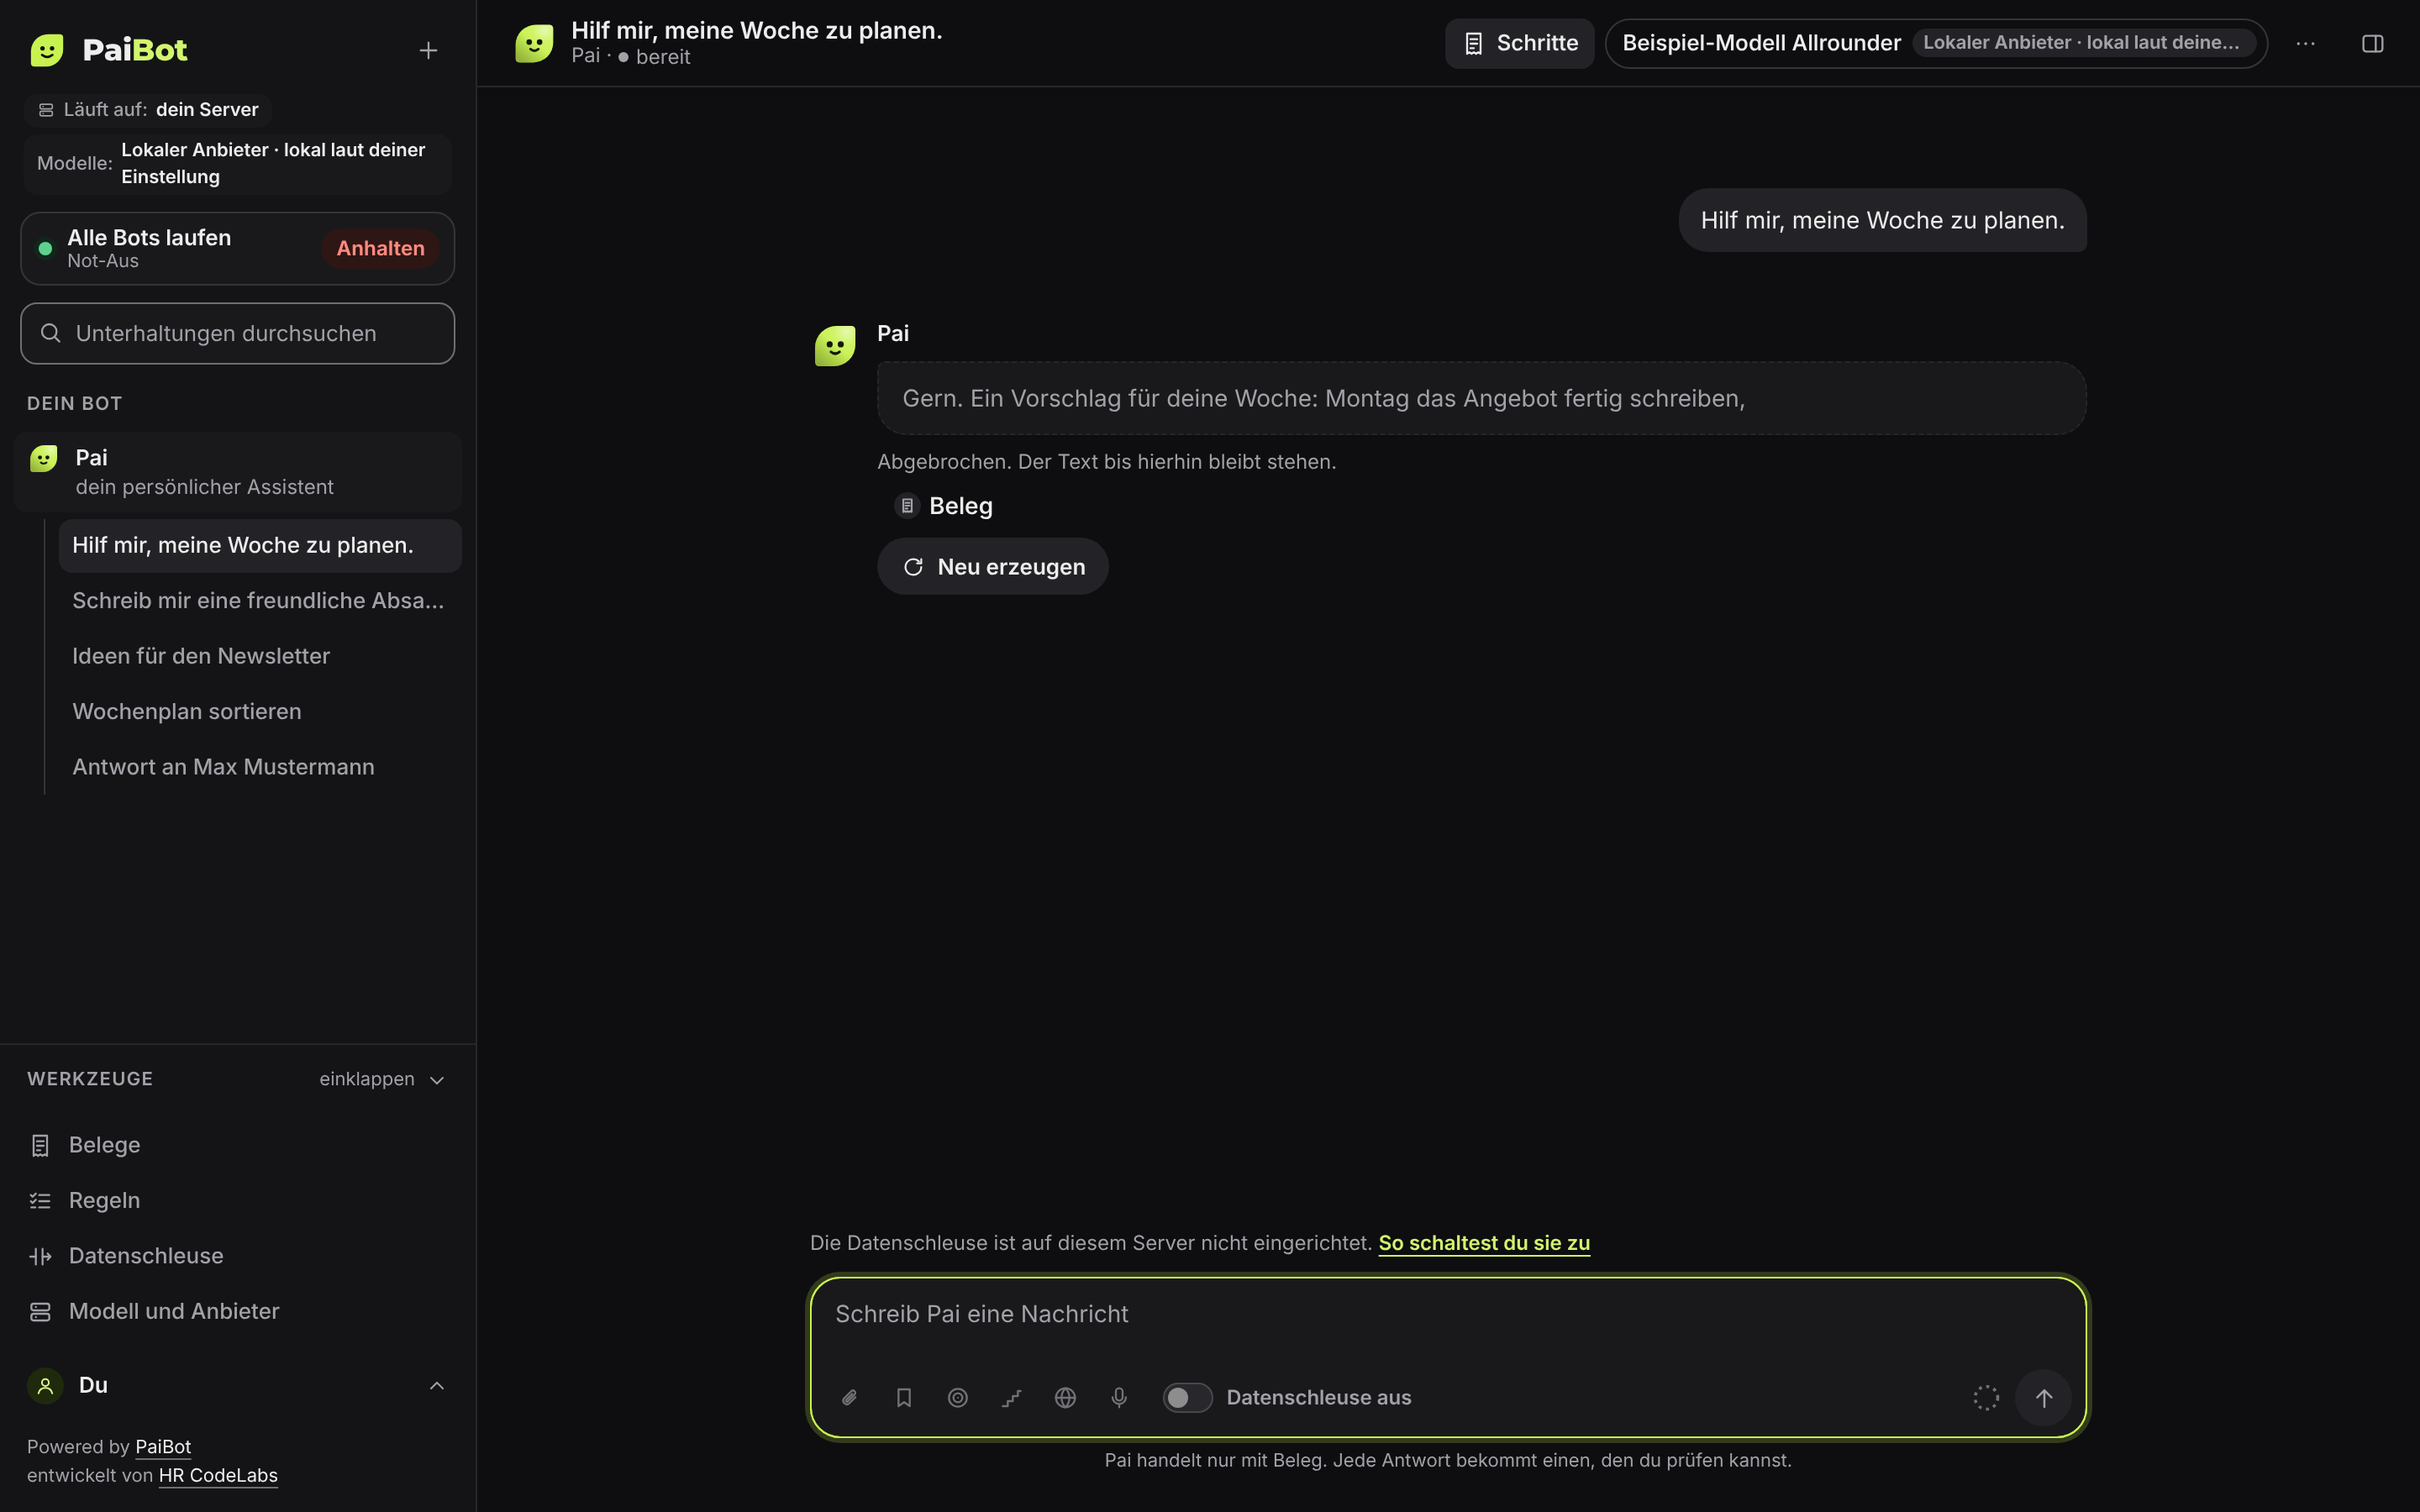 PaiBot
Läuft auf: dein Server
Modelle: Lokaler Anbieter · lokal laut deiner
Einstellung
Alle Bots laufen
Not-Aus
Anhalten
Unterhaltungen durchsuchen
DEIN BOT
Pai
dein persönlicher Assistent
Hilf mir, meine Woche zu planen.
Schreib mir eine freundliche Absa...
Ideen für den Newsletter
Wochenplan sortieren
Antwort an Max Mustermann
WERKZEUGE
einklappen
Belege
Regeln
Datenschleuse
Modell und Anbieter
Du
Powered by PaiBot
entwickelt von HR CodeLabs
Hilf mir, meine Woche zu planen.
Pai · bereit
Schritte
Beispiel-Modell Allrounder
Lokaler Anbieter · lokal laut deine...
Hilf mir, meine Woche zu planen.
Pai
Gern. Ein Vorschlag für deine Woche: Montag das Angebot fertig schreiben,
Abgebrochen. Der Text bis hierhin bleibt stehen.
Beleg
Neu erzeugen
Die Datenschleuse ist auf diesem Server nicht eingerichtet. So schaltest du sie zu
Schreib Pai eine Nachricht
Datenschleuse aus
Pai handelt nur mit Beleg. Jede Antwort bekommt einen, den du prüfen kannst.